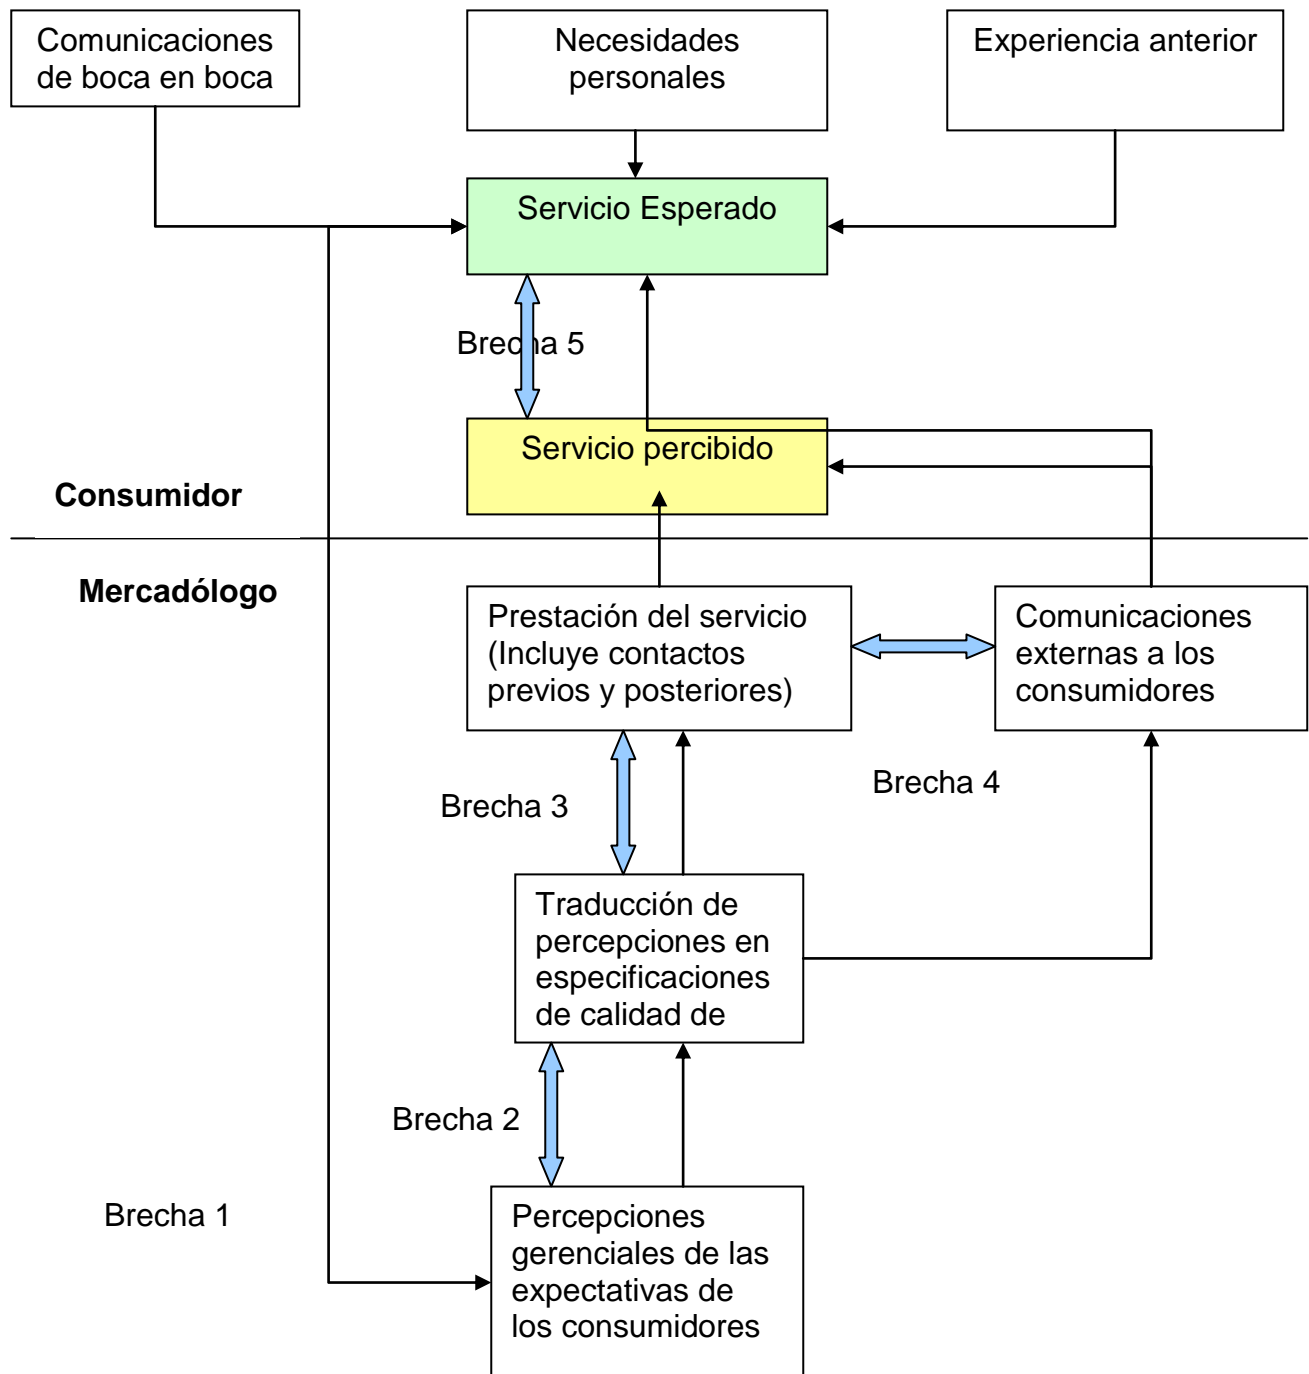 Comunicaciones
de boca en boca
Necesidades
personales
Experiencia anterior
Servicio Esperado
Brecha 5
Servicio percibido
Consumidor
Mercadólogo
Prestación del servicio
(Incluye contactos
previos y posteriores)
Comunicaciones
externas a los
consumidores
Brecha 4
Brecha 3
Traducción de
percepciones en
especificaciones
de calidad de
Brecha 2
Brecha 1
Percepciones
gerenciales de las
expectativas de
los consumidores